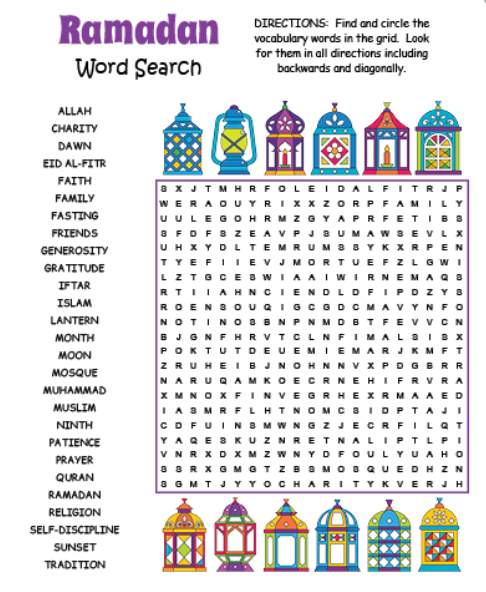 Ramadan
Word Search
DIRECTIONS: Find and circle the
vocabulary words in the grid. Look
for them in all directions including
backwards and diagonally.
ALLAH
CHARITY
DAWN
EID AL-FITR
FAITH
FAMILY
FASTING
FRIENDS
GENEROSITY
GRATITUDE
IFTAR
ISLAM
LANTERN
MONTH
MOON
MOSQUE
MUHAMMAD
MUSLIM
NINTH
PATIENCE
PRAYER
QURAN
RAMADAN
RELIGION
SELF-DISCIPLINE
SUNSET
TRADITION
S X J T M H R F O L E I D A L F I T R J P
W E R A O U Y R I X X Z O R P F A M I L Y
U U L E G O H R M Z G Y A P R F E T I B S
S F D F S Z E A V P J S U M A W S E V L X
U H X Y D L T E M R U M S S Y K X R P E N
T Y E F I I E V J M O R T U E F Z L G W I
L Z T G C E S W I A A I W I R N E M A Q S
R T I I A H N C I E N D L D F I P D Z Y S
R O E N S O U Q I G C G D C M A V Y N F O
N O T I N O S B N P N M D B T F E V V C N
B J G N F H R V T C L N F I M A L S I S X
P O K T U T D E U E M I E M A R J K M F T
Z R U H E I B J N O H N N V X P D G B R R
N A R U Q A M K O E C R N E H I F R V R A
X M N O X F I N V E G R H E X R M A A E D
I A S M R F L H T N O M C S I D P T A J I
C D F U I N S M W N G Z J E C R F I L Q T
Y A Q E S K U Z N R E T N A L I P T L P I
V N R X D X M Z W N Y D F O U L Y U A H O
S S R X G M G T Z B S M O S Q U E D H Z N
S G M T J Y Y O C H A R I T Y K V E R J H